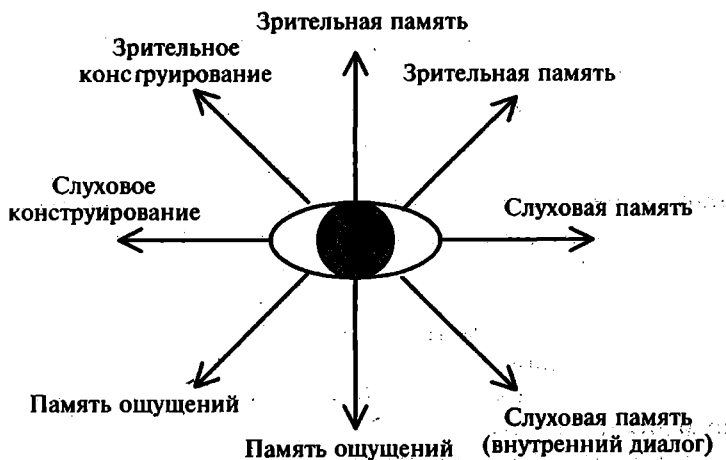 Зрительная память
Зрительное
конструирование
Зрительная память
Слуховое
конструирование
Слуховая память
Память ощущений
Память ощущений
Слуховая память
(внутренний диалог)